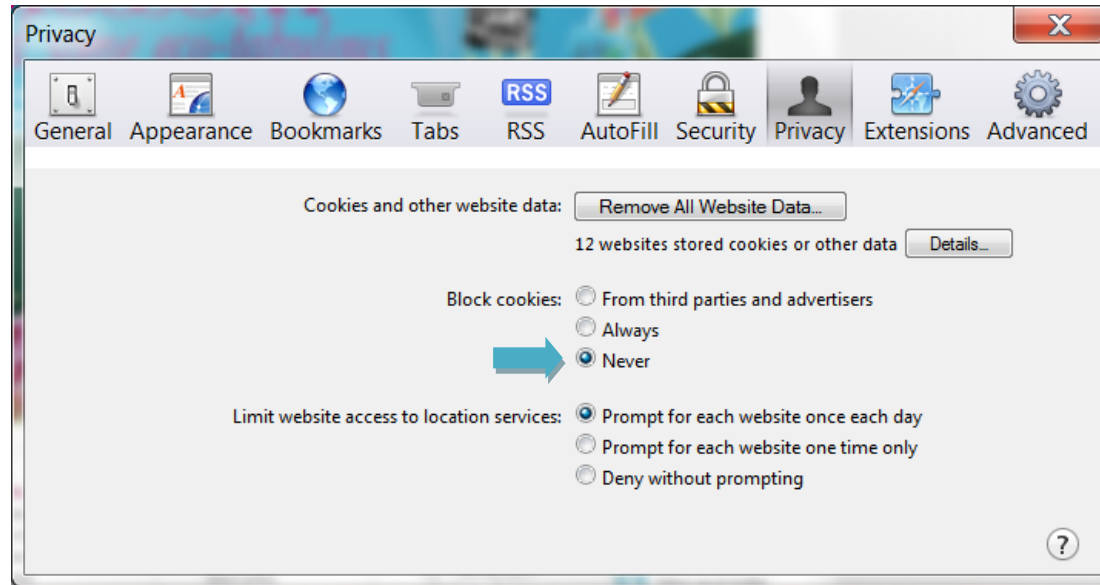 Privacy
General Appearance Bookmarks Tabs RSS AutoFill Security Privacy Extensions Advanced
RSS
Cookies and other website data: Remove All Website Data...
12 websites stored cookies or other data Details...
Block cookies: From third parties and advertisers
Always
Never
Limit website access to location services: Prompt for each website once each day
Prompt for each website one time only
Deny without prompting
?